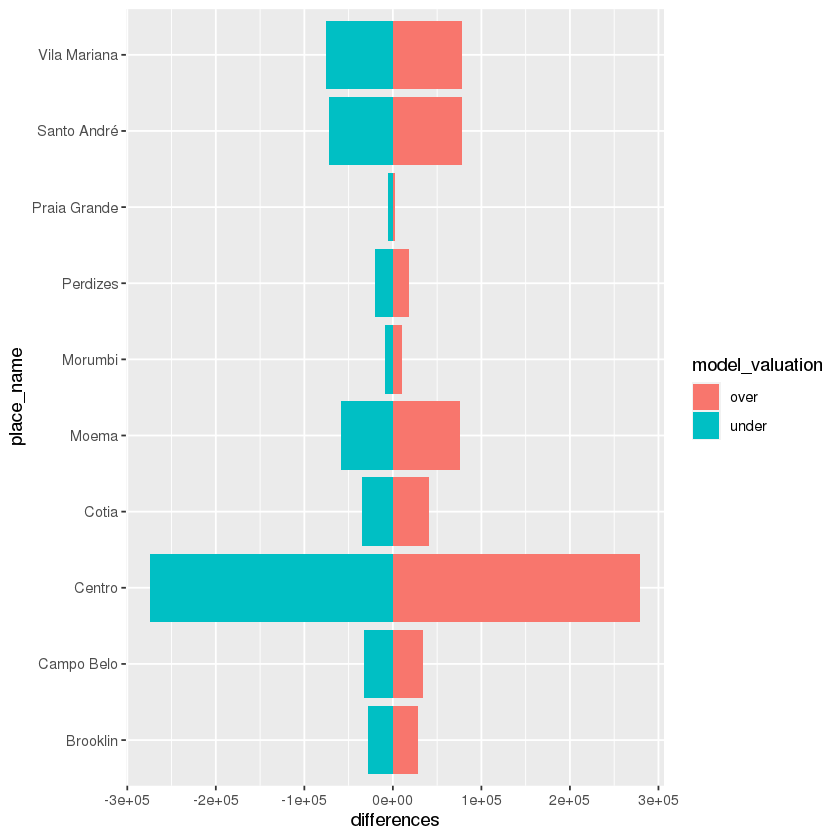 Vila Mariana
Santo André
Praia Grande
Perdizes
Morumbi
Moema
Cotia
Centro
Campo Belo
Brooklin
place_name
-3e+05 -2e+05 -1e+05 0e+00 1e+05 2e+05 3e+05
differences
model_valuation
over
under